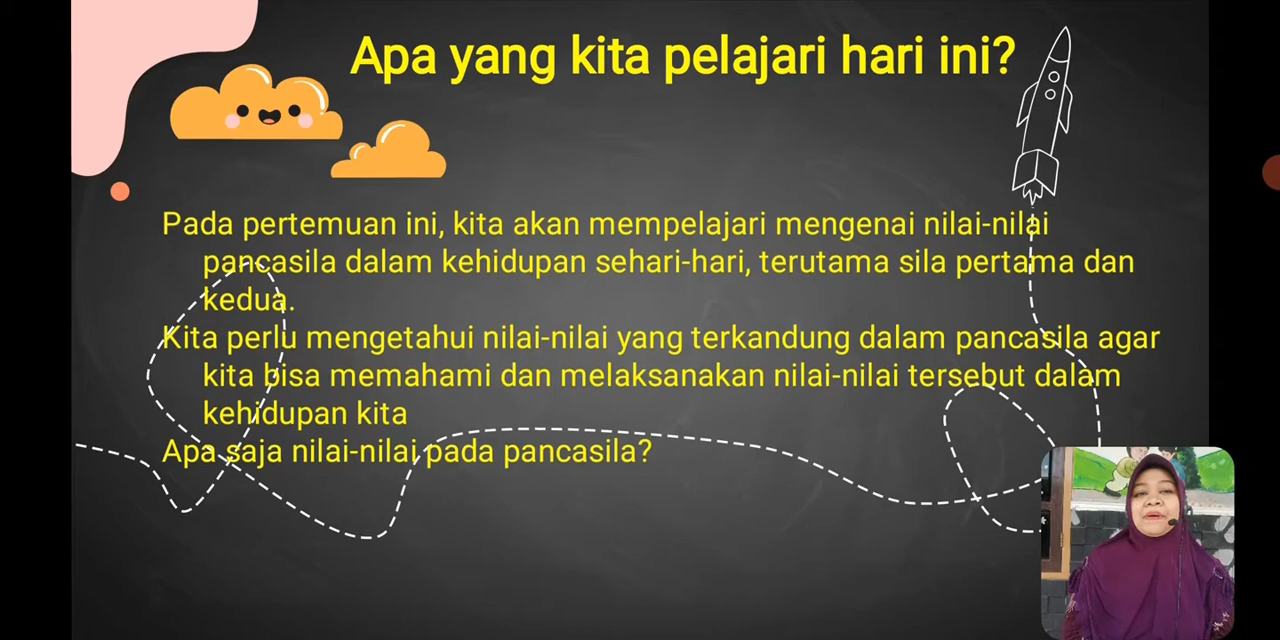 Apa yang kita pelajari hari ini?
Pada pertemuan ini, kita akan mempelajari mengenai nilai-nilai
pancasila dalam kehidupan sehari-hari, terutama sila pertama dan
kedua.
Kita perlu mengetahui nilai-nilai yang terkandung dalam pancasila agar
kita bisa memahami dan melaksanakan nilai-nilai tersebut dalam
kehidupan kita
Apa saja nilai-nilai pada pancasila?